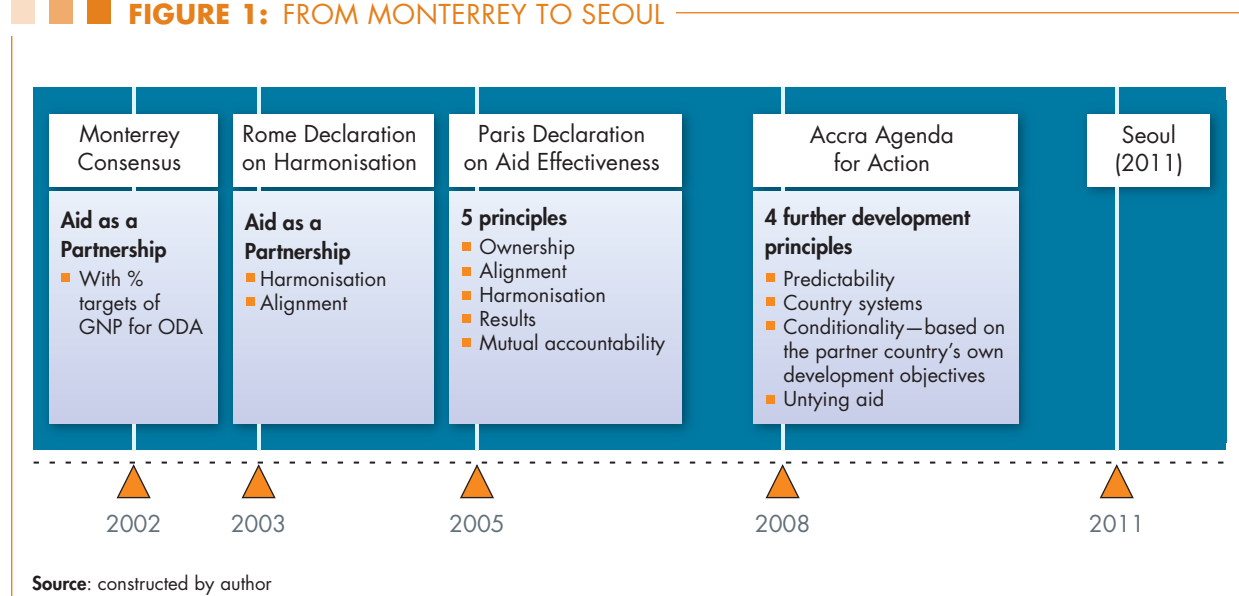 FIGURE 1: FROM MONTERREY TO SEOUL
Monterrey
Consensus
Aid as a
Partnership
With %
targets of
GNP for ODA
Rome Declaration
on Harmonisation
Aid as a
Partnership
Harmonisation
Alignment
Paris Declaration
on Aid Effectiveness
5 principles
Ownership
Alignment
Harmonisation
Results
Mutual accountability
Accra Agenda
for Action
4 further development
principles
Predictability
Country systems
Conditionality—based on
the partner country's own
development objectives
Untying aid
Seoul
(2011)
2002
2003
2005
2008
2011
Source: constructed by author